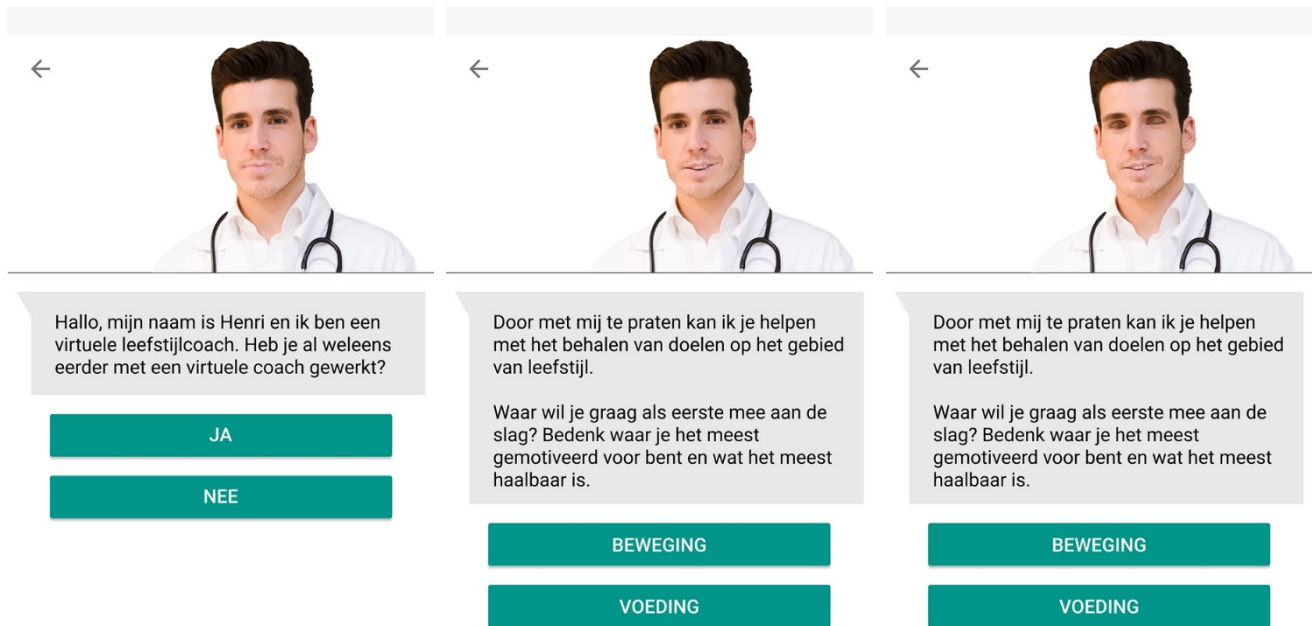 Hallo, mijn naam is Henri en ik ben een
virtuele leefstijlcoach. Heb je al weleens
eerder met een virtuele coach gewerkt?
JA
NEE
Door met mij te praten kan ik je helpen
met het behalen van doelen op het gebied
van leefstijl.
Waar wil je graag als eerste mee aan de
slag? Bedenk waar je het meest
gemotiveerd voor bent en wat het meest
haalbaar is.
BEWEGING
VOEDING
Door met mij te praten kan ik je helpen
met het behalen van doelen op het gebied
van leefstijl.
Waar wil je graag als eerste mee aan de
slag? Bedenk waar je het meest
gemotiveerd voor bent en wat het meest
haalbaar is.
BEWEGING
VOEDING